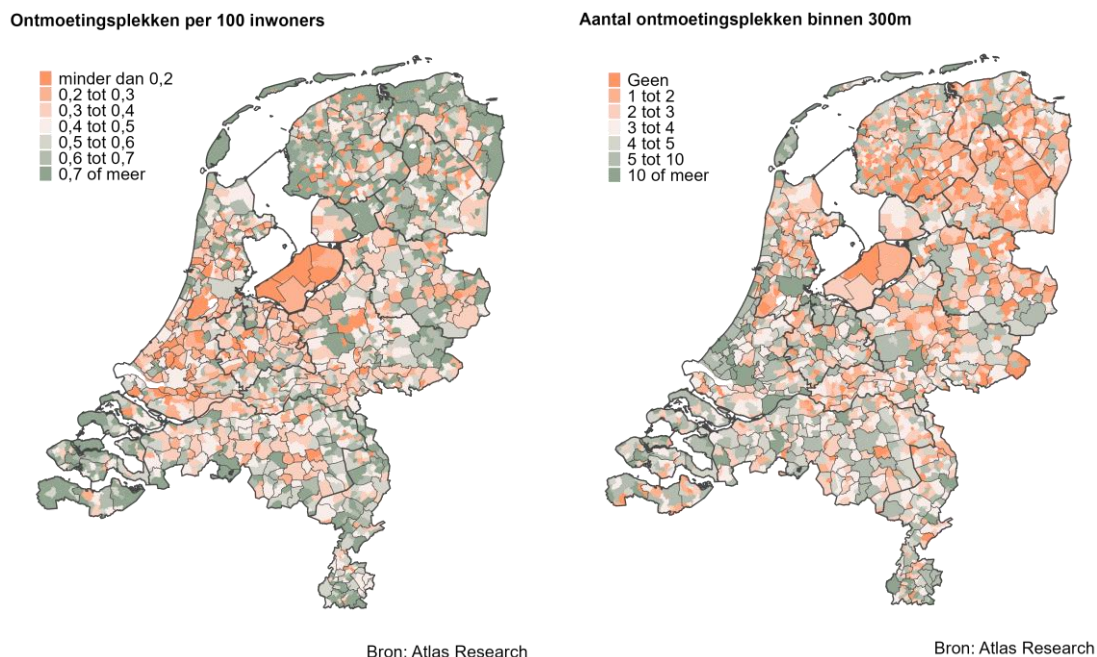 Ontmoetingsplekken per 100 inwoners
minder dan 0,2
0,2 tot 0,3
0,3 tot 0,4
0,4 tot 0,5
0,5 tot 0,6
0,6 tot 0,7
0,7 of meer
Bron: Atlas Research
Aantal ontmoetingsplekken binnen 300m
Geen
1 tot 2
2 tot 3
3 tot 4
4 tot 5
5 tot 10
10 of meer
Bron: Atlas Research